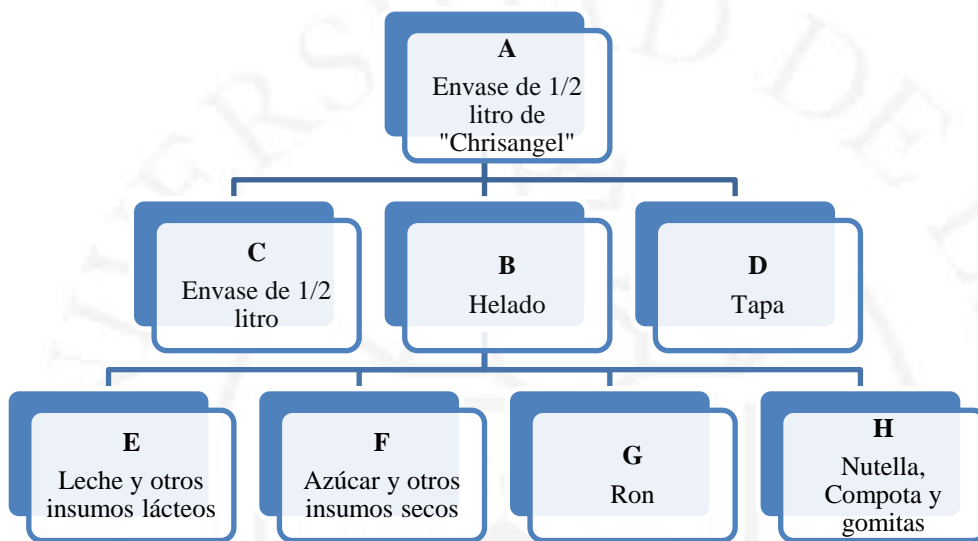 A
Envase de 1/2
litro de
"Chrisangel"
C
Envase de 1/2
litro
B
Helado
D
Tapa
E
Leche y otros
insumos lácteos
F
Azúcar y otros
insumos secos
G
Ron
H
Nutella,
Compota y
gomitas